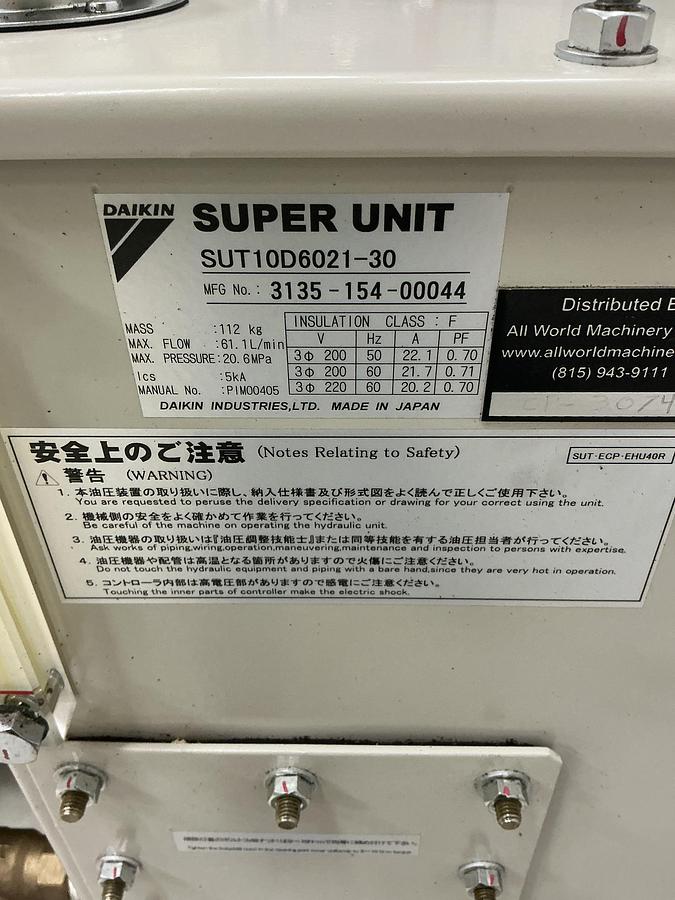 DAIKIN SUPER UNIT
SUT10D6021-30
MFG No.: 3135-154-00044
MASS :112 kg
MAX. FLOW :61.1L/min
MAX. PRESSURE:20.6MPa
Ics :5kA
MANUAL No. :PIM00405
INSULATION CLASS : F
V Hz A PF
3Φ 200 50 22.1 0.70
3Φ 200 60 21.7 0.71
3Φ 220 60 20.2 0.70
DAIKIN INDUSTRIES,LTD. MADE IN JAPAN
Distributed
All World Machinery
www.allworldmachine
(815) 943-9111
安全上のご注意 (Notes Relating to Safety)
SUT·ECP·EHU40R
警告 (WARNING)
1. 本油圧装置の取り扱いに際し、納入仕様書及び形式図をよく読んで正しくご使用下さい。
You are requested to peruse the delivery specification or drawing for your correct using the unit.
2. 機械側の安全をよく確かめて作業を行ってください。
Be careful of the machine on operating the hydraulic unit.
3. 油圧機器の取り扱いは『油圧調整技能士』または同等技能を有する油圧担当者が行ってください。
Ask works of piping,wiring,operation,maneuvering,maintenance and inspection to persons with expertise.
4. 油圧機器や配管は高温となる箇所がありますので火傷にご注意ください。
Do not touch the hydraulic equipment and piping with a bare hand,since they are very hot in operation.
5. コントローラ内部は高電圧部がありますので感電にご注意ください。
Touching the inner parts of controller make the electric shock.